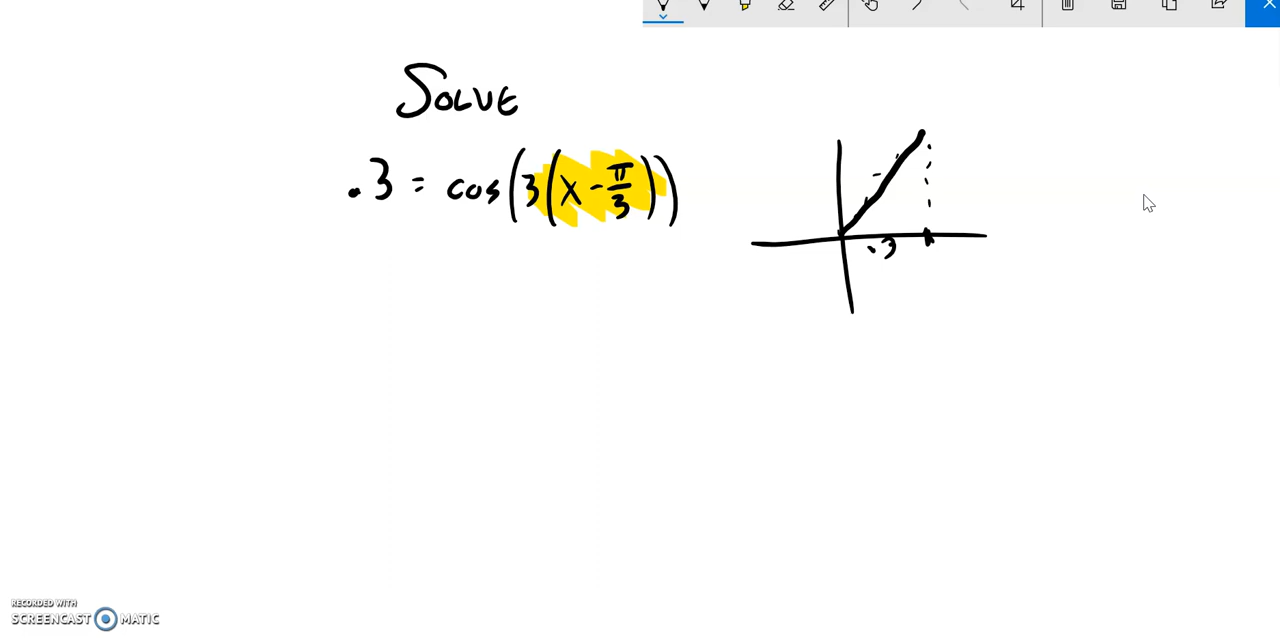 SOLVE
.3 = cos(3(x - π/3))
.3
RECORDED WITH
SCREENCAST MATIC